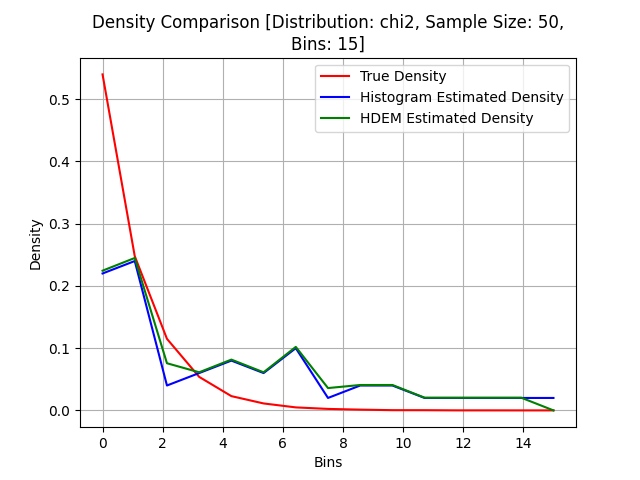 Density Comparison [Distribution: chi2, Sample Size: 50,
Bins: 15]
True Density
Histogram Estimated Density
HDEM Estimated Density
Density
0.5
0.4
0.3
0.2
0.1
0.0
0 2 4 6 8 10 12 14
Bins